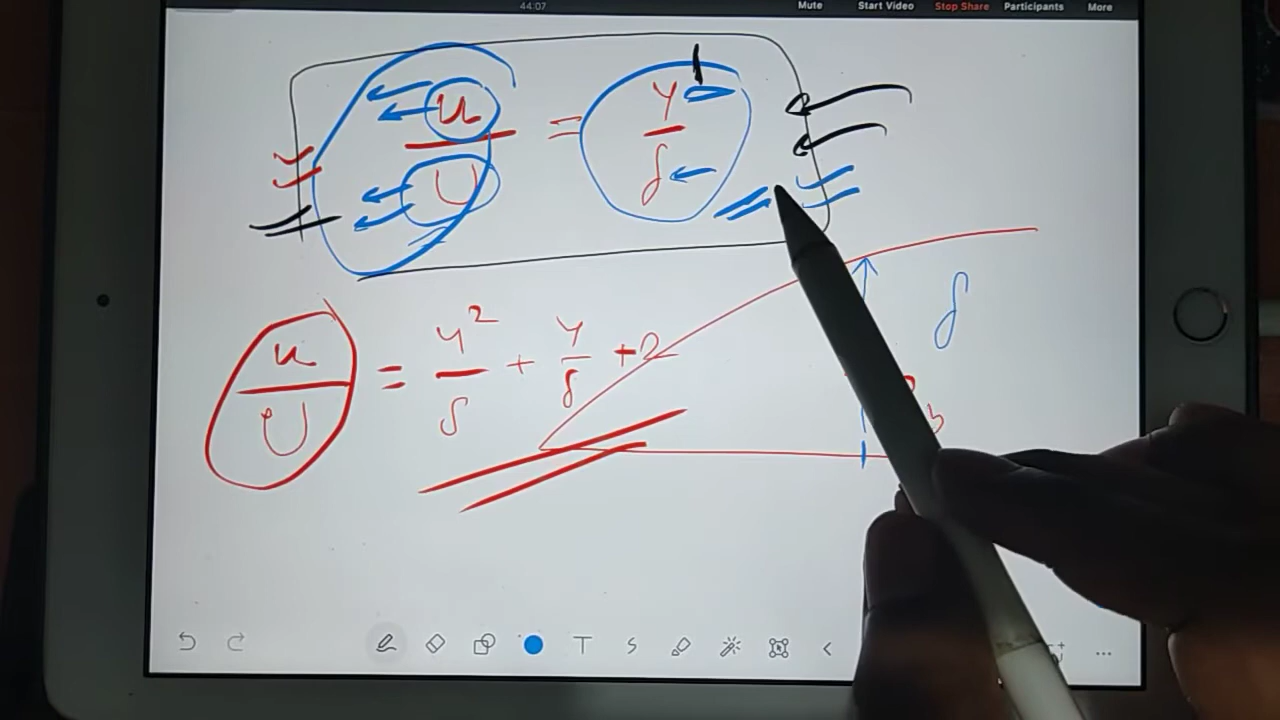 44:07 Mute Start Video Stop Share Participants More
u/U = y/δ
δ
u/U = y²/δ + y/δ + 2
T